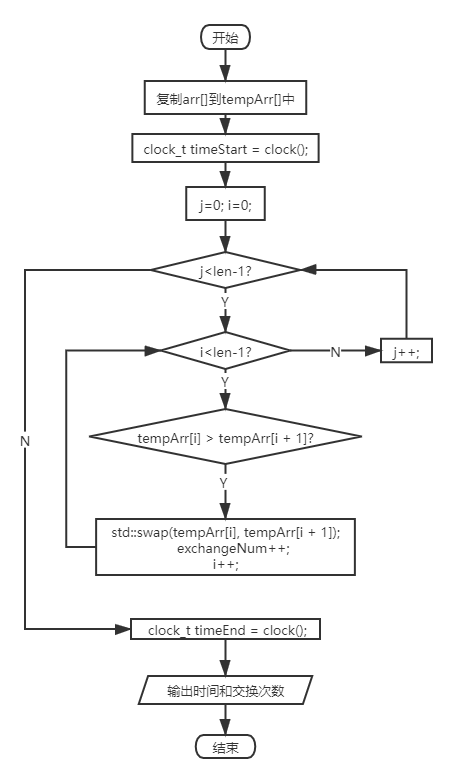 开始
复制arr[]到tempArr[]中
clock_t timeStart = clock();
j=0; i=0;
j<len-1?
Y
i<len-1?
N
j++;
Y
tempArr[i] > tempArr[i + 1]?
N
Y
std::swap(tempArr[i], tempArr[i + 1]);
exchangeNum++;
i++;
clock_t timeEnd = clock();
输出时间和交换次数
结束